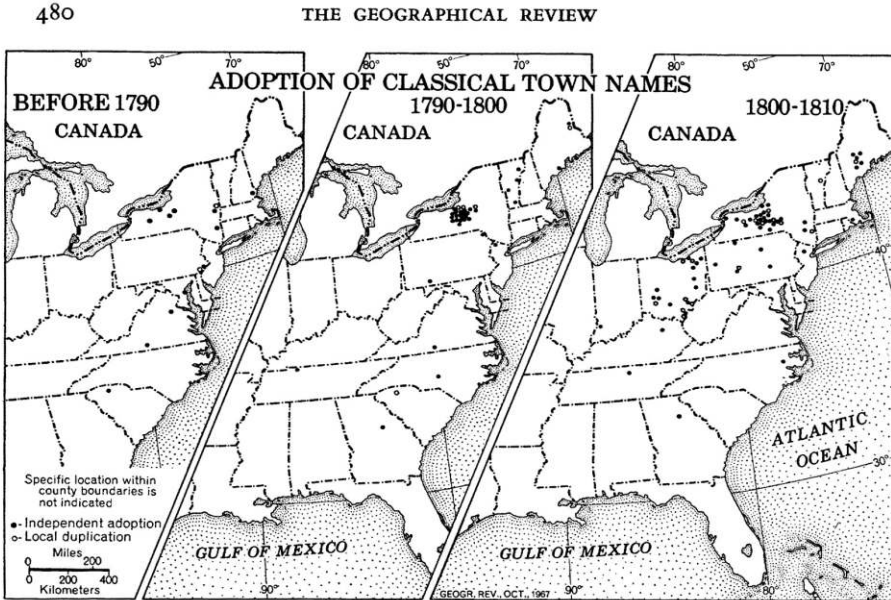 480
THE GEOGRAPHICAL REVIEW
80°
50°
70°
80°
50°
70°
80°
50°
70°
ADOPTION OF CLASSICAL TOWN NAMES
BEFORE 1790
CANADA
1790-1800
CANADA
1800-1810
CANADA
40°
ATLANTIC
OCEAN
30°
Specific location within
county boundaries is
not indicated
•-Independent adoption
o-Local duplication
Miles
0 200
0 200 400
Kilometers
GULF OF MEXICO
90°
GULF OF MEXICO
90°
80°
GEOGR. REV., OCT., 1967